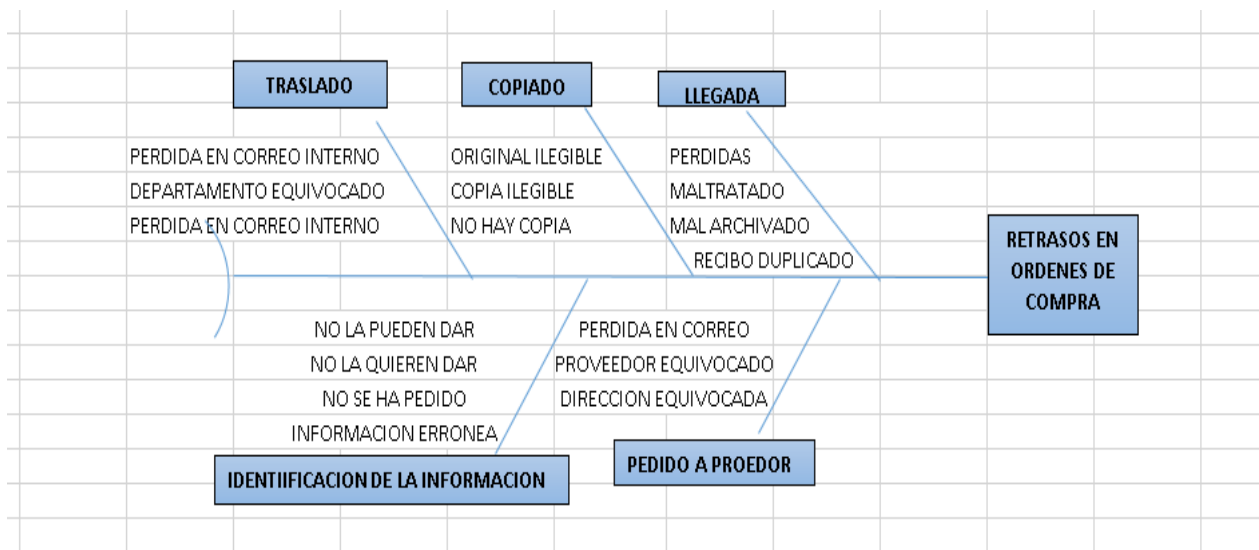 TRASLADO
COPIADO
LLEGADA
PERDIDA EN CORREO INTERNO
DEPARTAMENTO EQUIVOCADO
PERDIDA EN CORREO INTERNO
ORIGINAL ILEGIBLE
COPIA ILEGIBLE
NO HAY COPIA
PERDIDAS
MALTRATADO
MAL ARCHIVADO
RECIBO DUPLICADO
RETRASOS EN
ORDENES DE
COMPRA
NO LA PUEDEN DAR
NO LA QUIEREN DAR
NO SE HA PEDIDO
INFORMACION ERRONEA
PERDIDA EN CORREO
PROVEEDOR EQUIVOCADO
DIRECCION EQUIVOCADA
IDENTIIFICACION DE LA INFORMACION
PEDIDO A PROEDOR